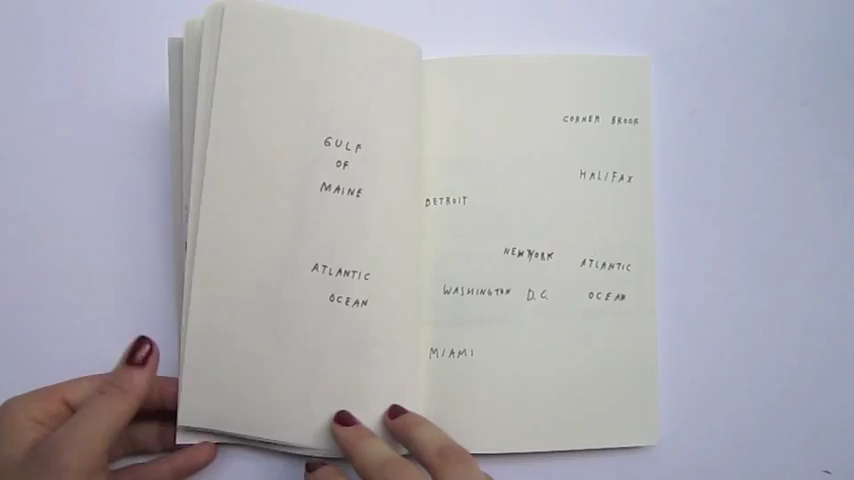 GULF
OF
MAINE
ATLANTIC
OCEAN
CORNER BROOK
HALIFAX
DETROIT
NEW YORK
ATLANTIC
WASHINGTON D.C.
OCEAN
MIAMI